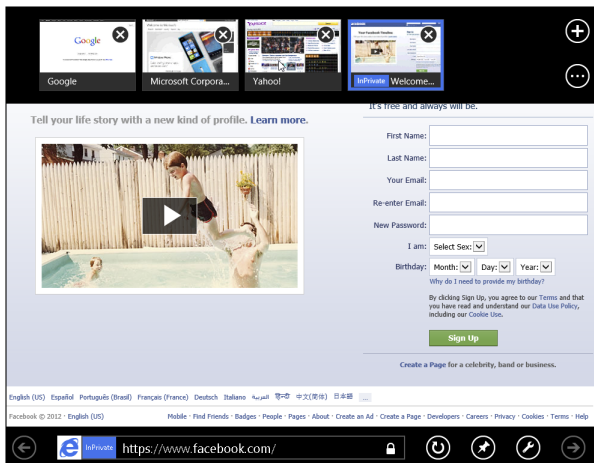 Google
Google
Microsoft Corpora...
YAHOO!
Yahoo!
InPrivate Welcome...
It's free and always will be.
Tell your life story with a new kind of profile. Learn more.
First Name:
Last Name:
Your Email:
Re-enter Email:
New Password:
I am: Select Sex:
Birthday: Month: Day: Year:
Why do I need to provide my birthday?
By clicking Sign Up, you agree to our Terms and that
you have read and understand our Data Use Policy,
including our Cookie Use.
Sign Up
Create a Page for a celebrity, band or business.
English (US) Español Português (Brasil) Français (France) Deutsch Italiano العربية हिन्दी 中文(简体) 日本語 ...
Facebook © 2012 · English (US) Mobile · Find Friends · Badges · People · Pages · About · Create an Ad · Create a Page · Developers · Careers · Privacy · Cookies · Terms · Help
InPrivate https://www.facebook.com/